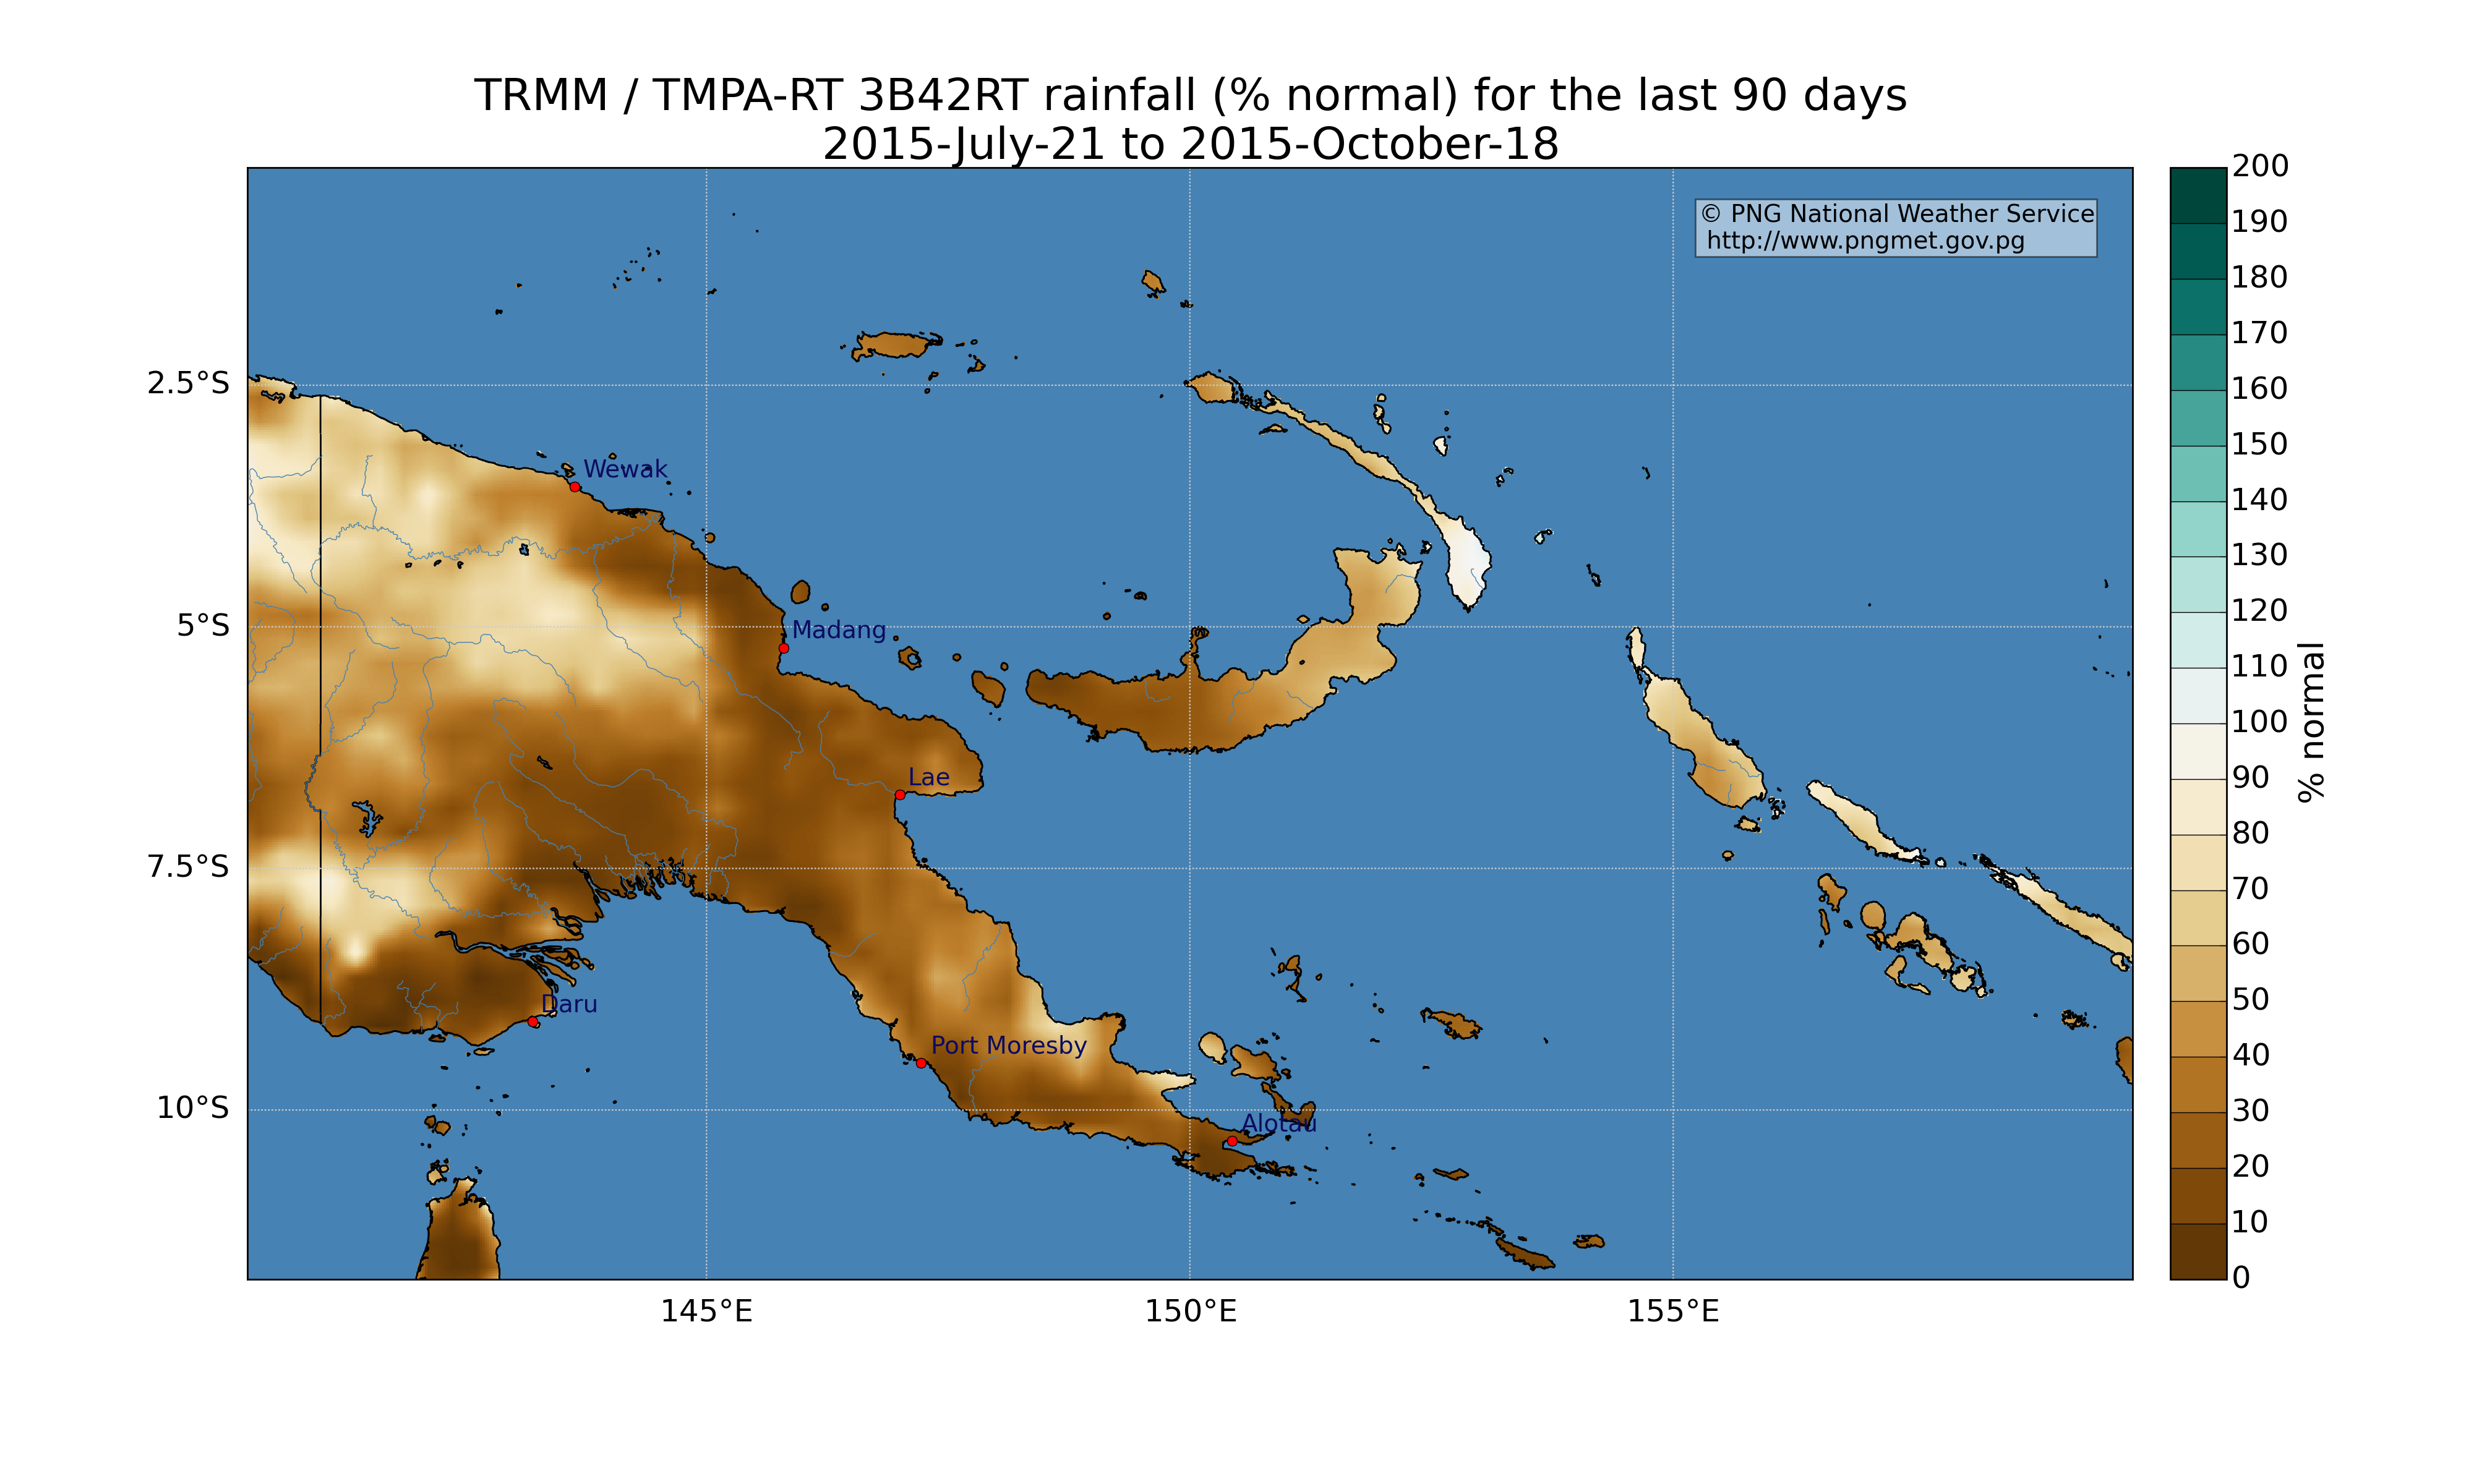 TRMM / TMPA-RT 3B42RT rainfall (% normal) for the last 90 days
2015-July-21 to 2015-October-18
© PNG National Weather Service
http://www.pngmet.gov.pg
2.5°S
5°S
7.5°S
10°S
145°E
150°E
155°E
Wewak
Madang
Lae
Daru
Port Moresby
Alotau
200
190
180
170
160
150
140
130
120
110
100
90
80
70
60
50
40
30
20
10
0
% normal